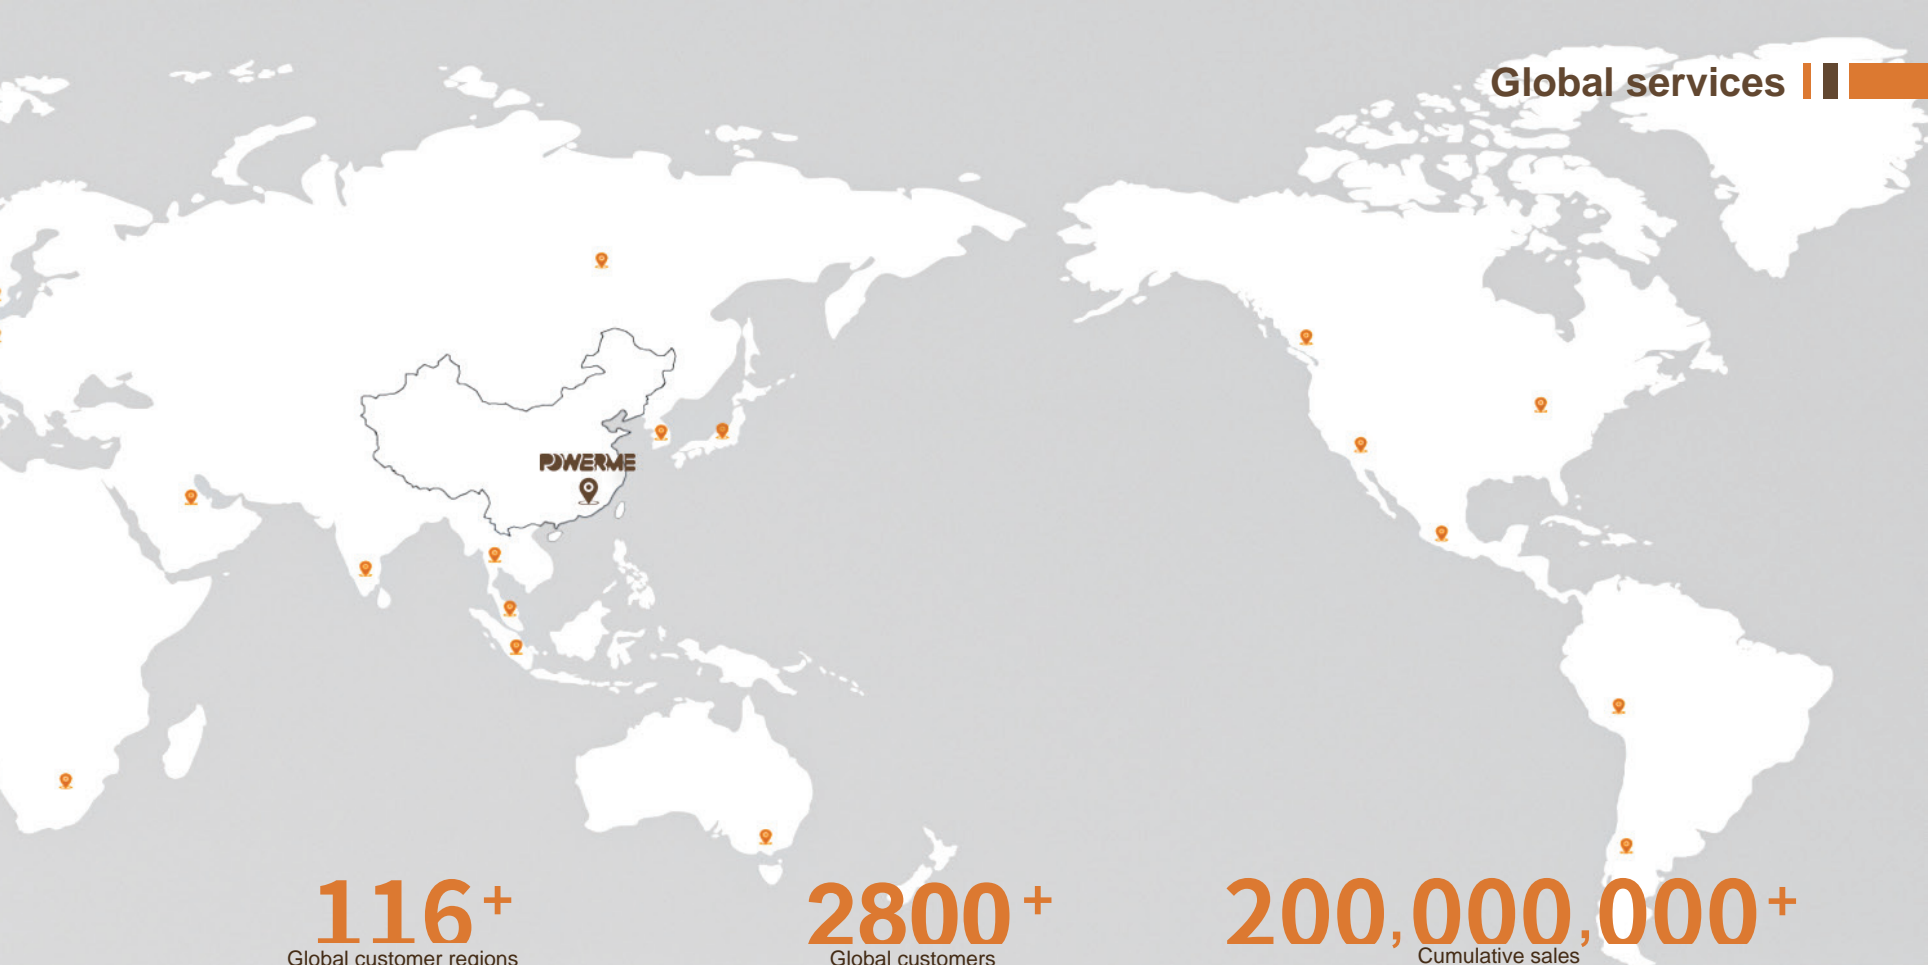 Global services
POWERME
116+
2800+
200,000,000+
Global customer regions
Global customers
Cumulative sales